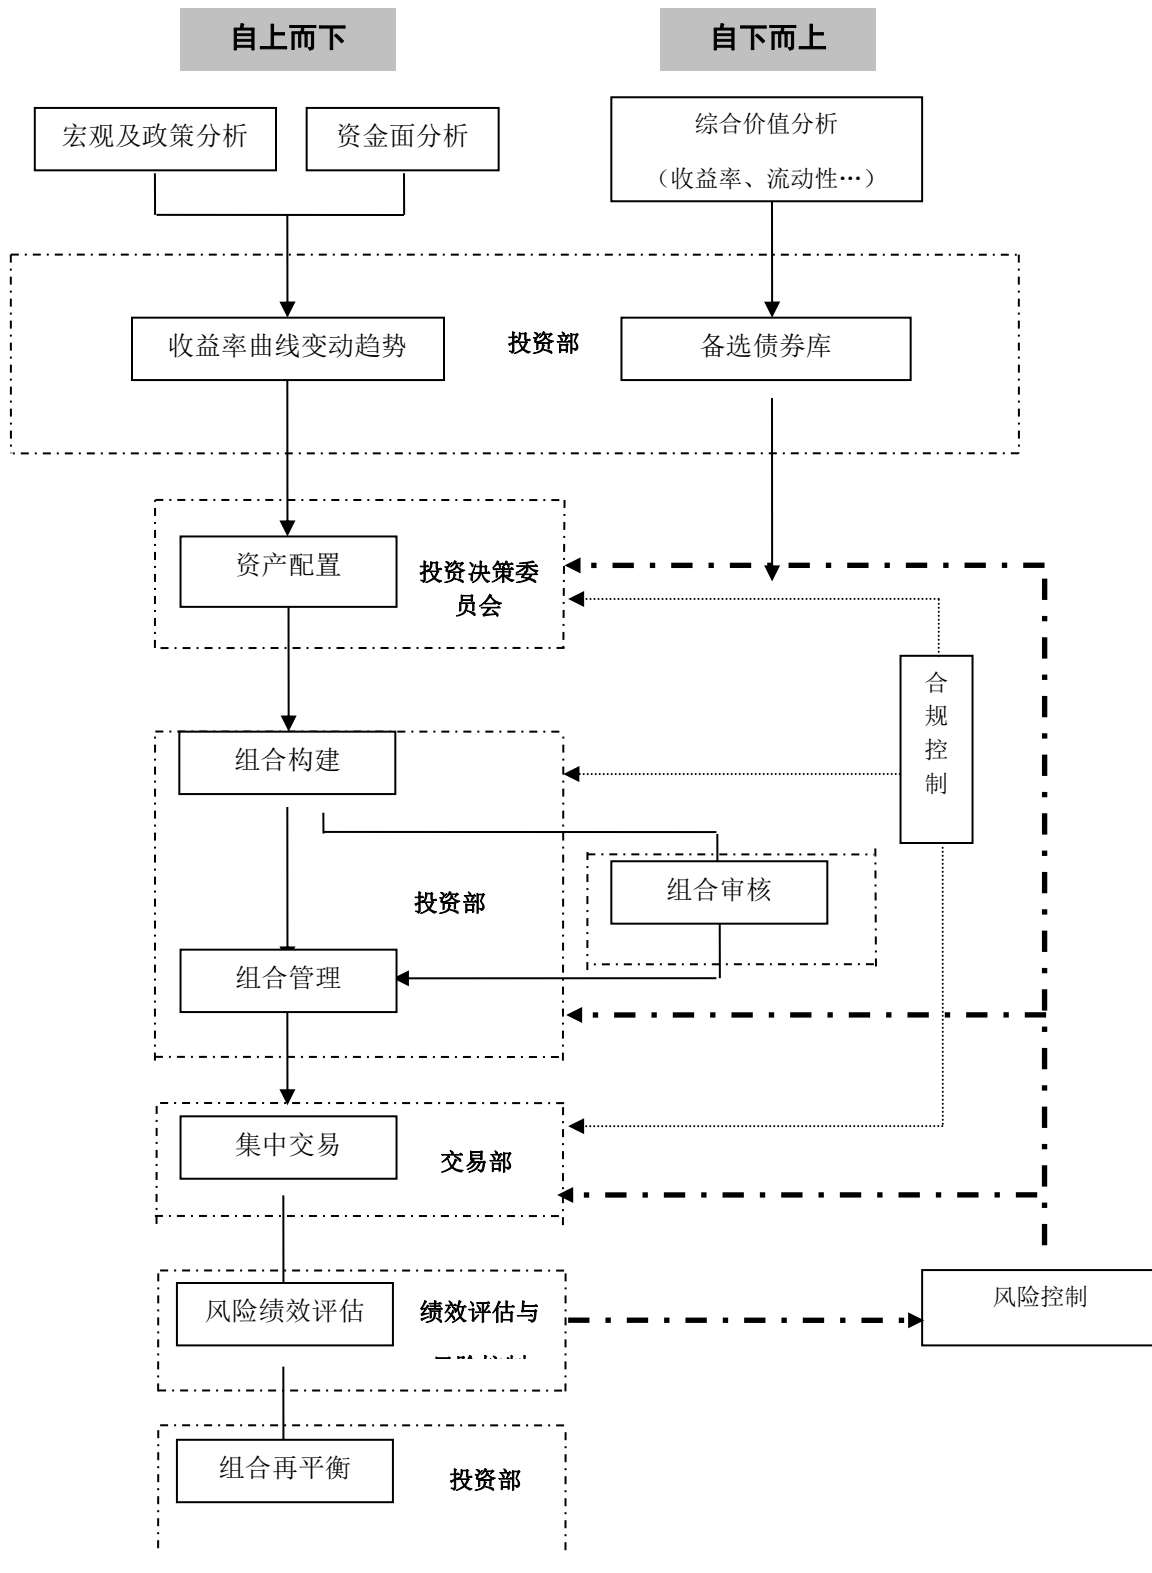 自上而下
自下而上
宏观及政策分析
资金面分析
综合价值分析
（收益率、流动性…）
收益率曲线变动趋势
投资部
备选债券库
资产配置
投资决策委
员会
合
规
控
制
组合构建
组合审核
投资部
组合管理
集中交易
交易部
风险绩效评估
绩效评估与
风险控制
组合再平衡
投资部